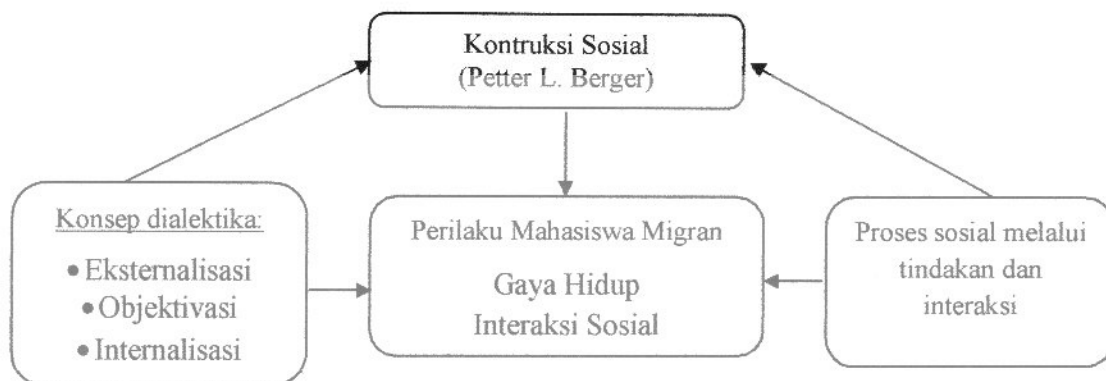 Kontruksi Sosial
(Petter L. Berger)
Konsep dialektika:
• Eksternalisasi
• Objektivasi
• Internalisasi
Perilaku Mahasiswa Migran
Gaya Hidup
Interaksi Sosial
Proses sosial melalui
tindakan dan
interaksi